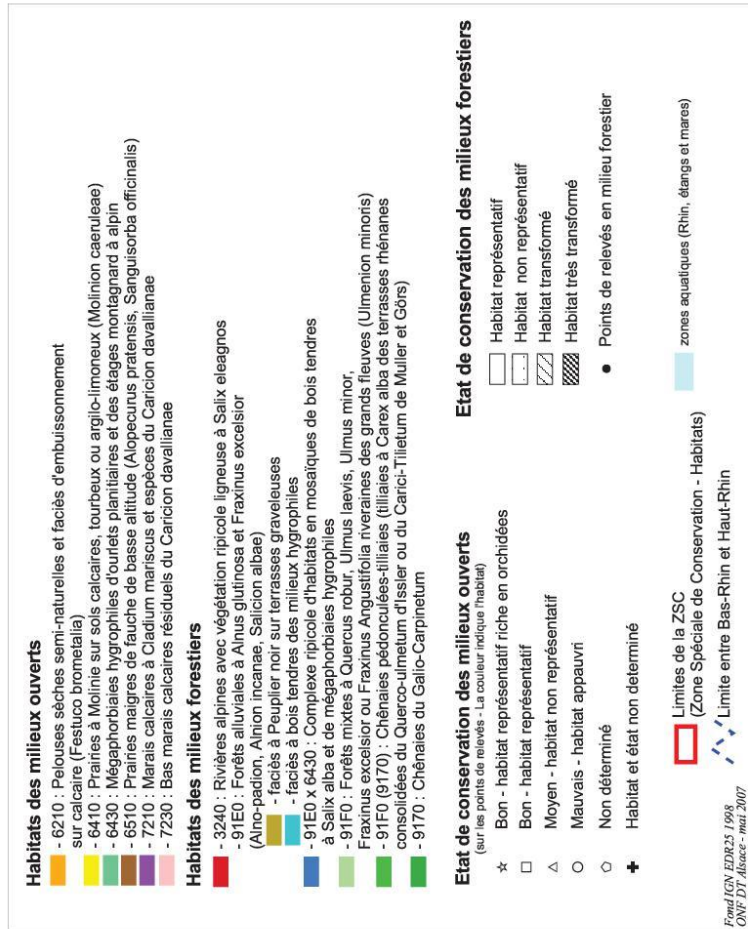 Habitats des milieux ouverts
- 6210 : Pelouses sèches semi-naturelles et faciès d'embuissonnement
sur calcaire (Festuco brometalia)
- 6410 : Prairies à Molinie sur sols calcaires, tourbeux ou argilo-limoneux (Molinion caeruleae)
- 6430 : Mégaphorbiaies hygrophiles d'ourlets planitiaires et des étages montagnard à alpin
- 6510 : Prairies maigres de fauche de basse altitude (Alopecurus pratensis, Sanguisorba officinalis)
- 7210 : Marais calcaires à Cladium mariscus et espèces du Caricion davallianae
- 7230 : Bas marais calcaires résiduels du Caricion davallianae
Habitats des milieux forestiers
- 3240 : Rivières alpines avec végétation ripicole ligneuse à Salix eleagnos
- 91E0 : Forêts alluviales à Alnus glutinosa et Fraxinus excelsior
(Alno-padion, Alnion incanae, Salicion albae)
- faciès à Peuplier noir sur terrasses graveleuses
- faciès à bois tendres des milieux hygrophiles
- 91E0 x 6430 : Complexe ripicole d'habitats en mosaïques de bois tendres
à Salix alba et de mégaphorbiaies hygrophiles
- 91F0 : Forêts mixtes à Quercus robur, Ulmus laevis, Ulmus minor,
Fraxinus excelsior ou Fraxinus Angustifolia riveraines des grands fleuves (Ulmenion minoris)
- 91F0 (9170) : Chênaies pédonculées-tilliaies (tilliaies à Carex alba des terrasses rhénanes
consolidées du Querco-ulmetum d'Issler ou du Carici-Tilietum de Muller et Görs)
- 9170 : Chênaies du Galio-Carpinetum
Etat de conservation des milieux ouverts
(sur les points de relevés - La couleur indique l'habitat)
Bon - habitat représentatif riche en orchidées
Bon - habitat représentatif
Moyen - habitat non représentatif
Mauvais - habitat appauvri
Non déterminé
Habitat et état non determiné
Etat de conservation des milieux forestiers
Habitat représentatif
Habitat non représentatif
Habitat transformé
Habitat très transformé
Points de relevés en milieu forestier
Limites de la ZSC
(Zone Spéciale de Conservation - Habitats)
Limite entre Bas-Rhin et Haut-Rhin
zones aquatiques (Rhin, étangs et mares)
Fond IGN EDR25 1998
ONF DT Alsace - mai 2007